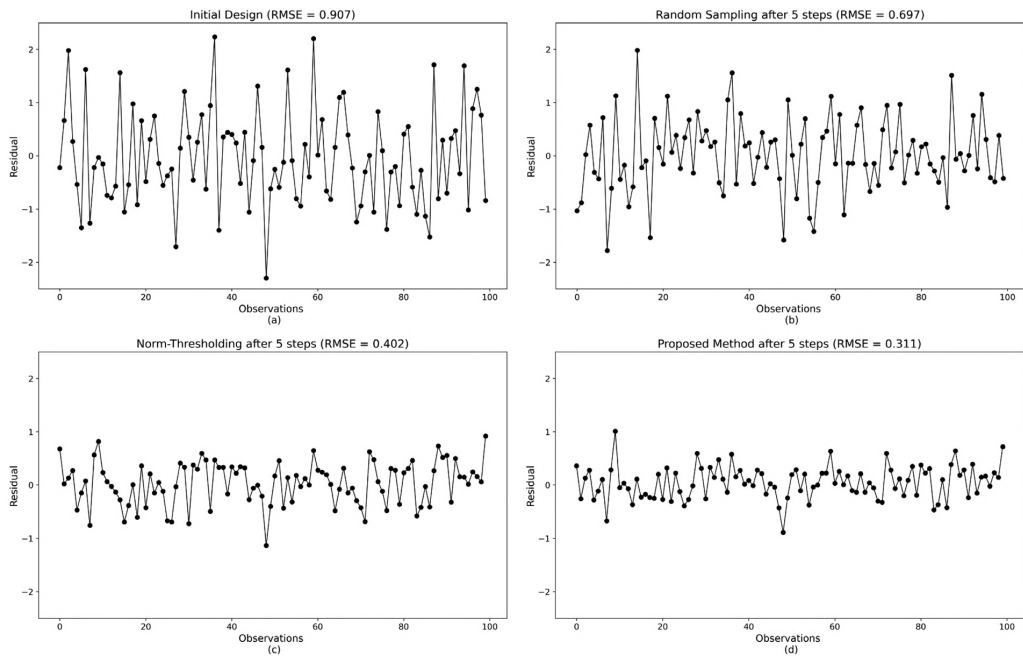 Initial Design (RMSE = 0.907)
Residual
2
1
0
−1
−2
0 20 40 60 80 100
Observations
(a)
Random Sampling after 5 steps (RMSE = 0.697)
Residual
2
1
0
−1
−2
0 20 40 60 80 100
Observations
(b)
Norm-Thresholding after 5 steps (RMSE = 0.402)
Residual
2
1
0
−1
−2
0 20 40 60 80 100
Observations
(c)
Proposed Method after 5 steps (RMSE = 0.311)
Residual
2
1
0
−1
−2
0 20 40 60 80 100
Observations
(d)